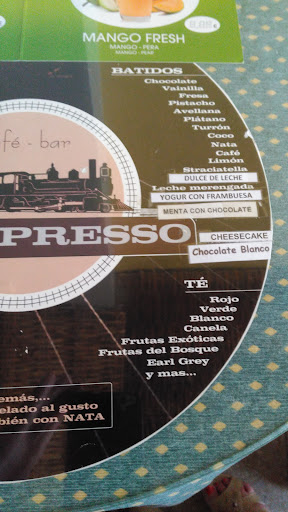 MANGO FRESH
MANGO - PERA
MANGO - PEAR
BATIDOS
Chocolate
Vainilla
Fresa
Pistacho
Avellana
Plátano
Turrón
Coco
Nata
Café
Limón
Straciatella
DULCE DE LECHE
Leche merengada
YOGUR CON FRAMBUESA
MENTA CON CHOCOLATE
fé - bar
PRESSO
CHEESECAKE
Chocolate Blanco
TÉ
Rojo
Verde
Blanco
Canela
Frutas Exóticas
Frutas del Bosque
Earl Grey
y mas...
emás,...
elado al gusto
bién con NATA